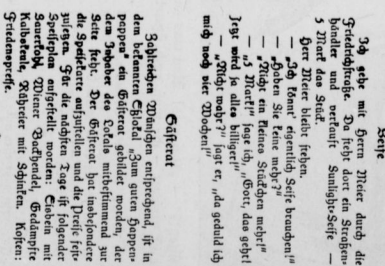 Seife
Ich gehe mit Herrn Meier durch die
Friedrichstraße. Da steht dort ein Straßen-
händler und verkauft Sunlight-Seife —
5 Mark das Stück.
Herr Meier bleibt stehen.
— „Ich könnt' eigentlich Seife brauchen!“
— „Haben Sie keine mehr?“
— „Nicht ein kleines Stückchen mehr!“
— „5 Mark!“ sage ich, „Gott, das geht!
Jetzt wird ja alles billiger!“
— „Nicht wahr?“ sagt er, „da geduld ich
mich noch vier Wochen!“
Gästerat
Zahlreichen Wünschen entsprechend, ist in
dem bekannten Eßlokal „Zum guten Happen-
pappen“ ein Gästerat gebildet worden, der
dem Inhaber des Lokals mitbestimmend zur
Seite steht. Der Gästerat hat insbesondere
die Speisekarte aufzustellen und die Preise fest-
zulegen. Für die nächsten Tage ist folgender
Speiseplan aufgestellt worden: Eisbein mit
Sauerkohl, Wiener Backhendel, Gedämpfte
Kalbskeule, Rühreier mit Schinken. Kosten:
Friedenspreise.